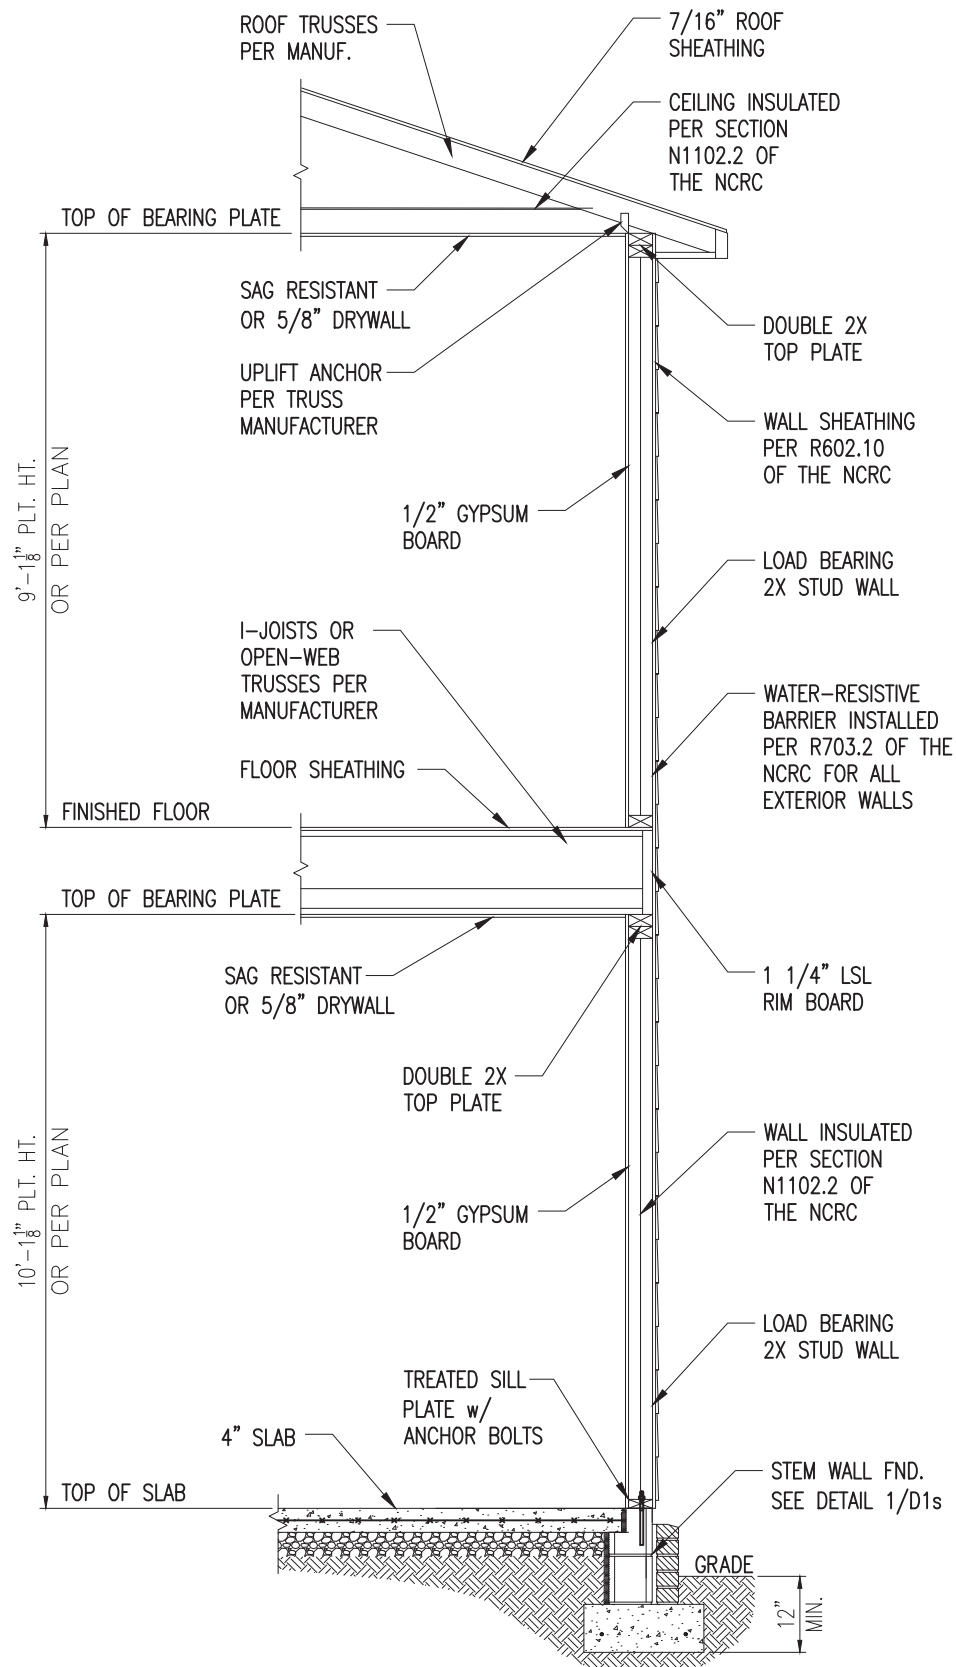 ROOF TRUSSES
PER MANUF.
7/16" ROOF
SHEATHING
CEILING INSULATED
PER SECTION
N1102.2 OF
THE NCRC
TOP OF BEARING PLATE
SAG RESISTANT
OR 5/8" DRYWALL
DOUBLE 2X
TOP PLATE
UPLIFT ANCHOR
PER TRUSS
MANUFACTURER
WALL SHEATHING
PER R602.10
OF THE NCRC
9'-1 1/8" PLT. HT.
OR PER PLAN
1/2" GYPSUM
BOARD
LOAD BEARING
2X STUD WALL
I-JOISTS OR
OPEN-WEB
TRUSSES PER
MANUFACTURER
WATER-RESISTIVE
BARRIER INSTALLED
PER R703.2 OF THE
NCRC FOR ALL
EXTERIOR WALLS
FLOOR SHEATHING
FINISHED FLOOR
TOP OF BEARING PLATE
SAG RESISTANT
OR 5/8" DRYWALL
1 1/4" LSL
RIM BOARD
DOUBLE 2X
TOP PLATE
WALL INSULATED
PER SECTION
N1102.2 OF
THE NCRC
10'-1 1/8" PLT. HT.
OR PER PLAN
1/2" GYPSUM
BOARD
LOAD BEARING
2X STUD WALL
TREATED SILL
PLATE w/
ANCHOR BOLTS
4" SLAB
STEM WALL FND.
SEE DETAIL 1/D1s
TOP OF SLAB
GRADE
12"
MIN.